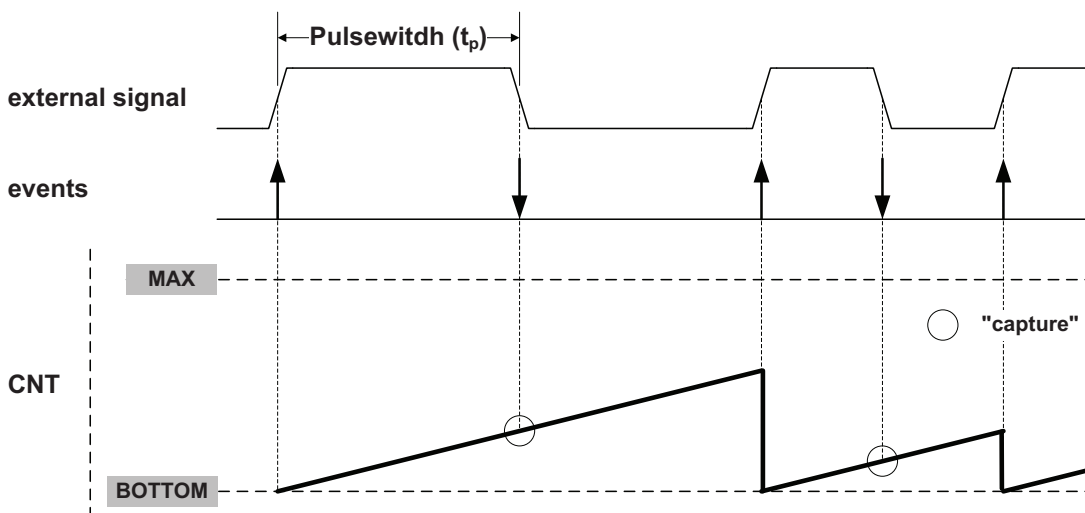 Pulsewitdh (tp)
external signal
events
MAX
"capture"
CNT
BOTTOM